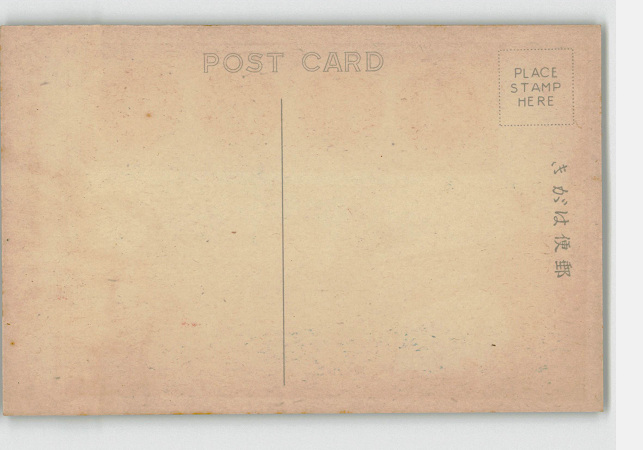 POST CARD
PLACE
STAMP
HERE
郵便はがき